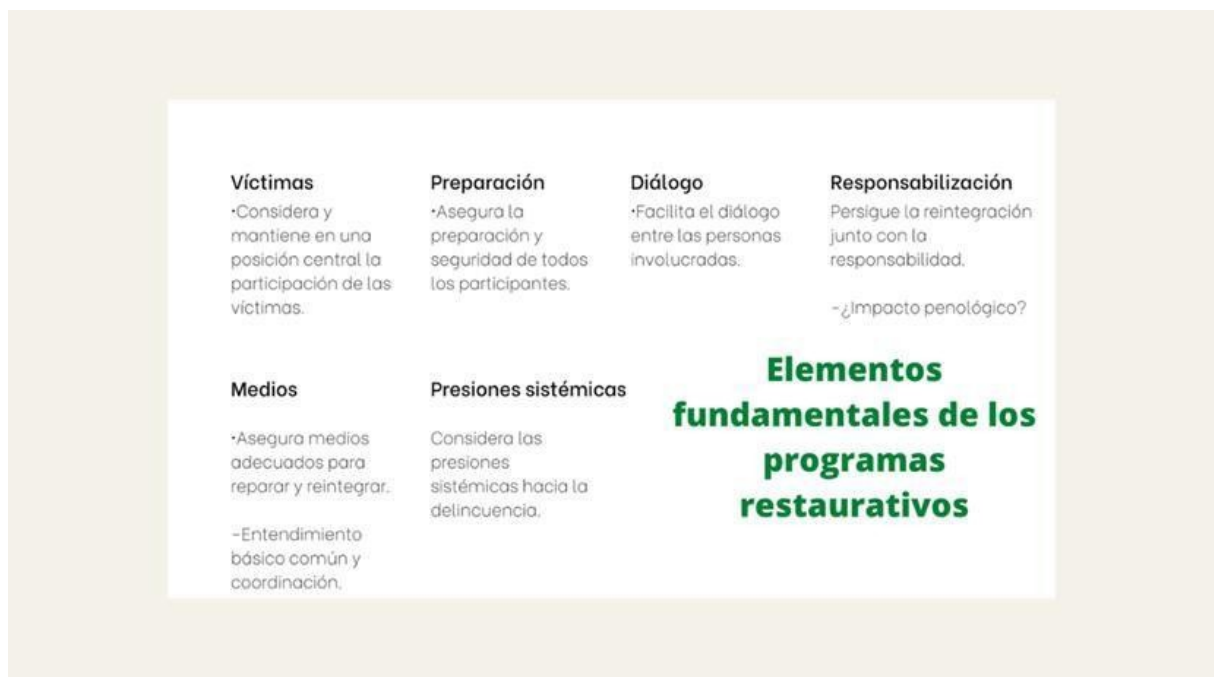 Víctimas
•Considera y
mantiene en una
posición central la
participación de las
víctimas.
Preparación
•Asegura la
preparación y
seguridad de todos
los participantes.
Diálogo
•Facilita el diálogo
entre las personas
involucradas.
Responsabilización
Persigue la reintegración
junto con la
responsabilidad.
-¿Impacto penológico?
Medios
•Asegura medios
adecuados para
reparar y reintegrar.
-Entendimiento
básico común y
coordinación.
Presiones sistémicas
Considera las
presiones
sistémicas hacia la
delincuencia.
Elementos
fundamentales de los
programas
restaurativos